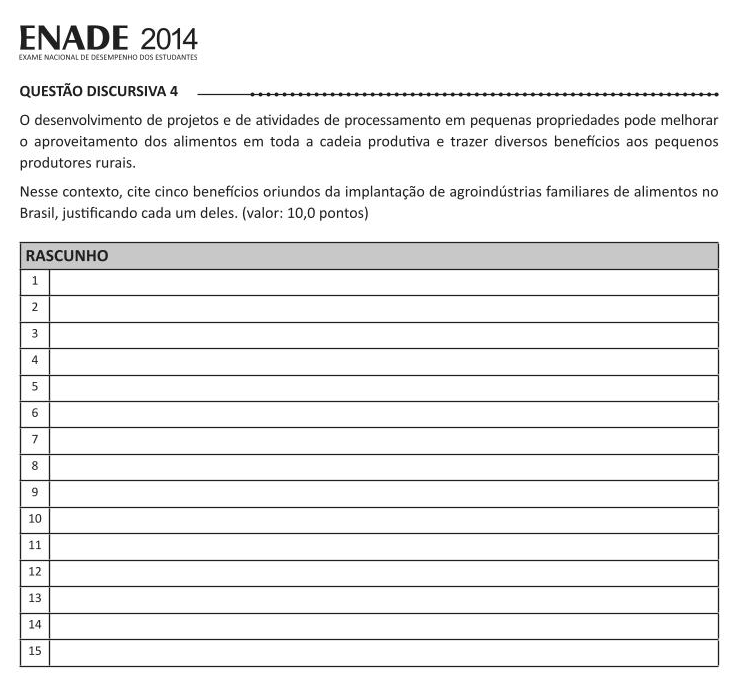 ENADE 2014
EXAME NACIONAL DE DESEMPENHO DOS ESTUDANTES
QUESTÃO DISCURSIVA 4
O desenvolvimento de projetos e de atividades de processamento em pequenas propriedades pode melhorar
o aproveitamento dos alimentos em toda a cadeia produtiva e trazer diversos benefícios aos pequenos
produtores rurais.
Nesse contexto, cite cinco benefícios oriundos da implantação de agroindústrias familiares de alimentos no
Brasil, justificando cada um deles. (valor: 10,0 pontos)
RASCUNHO
1
2
3
4
5
6
7
8
9
10
11
12
13
14
15